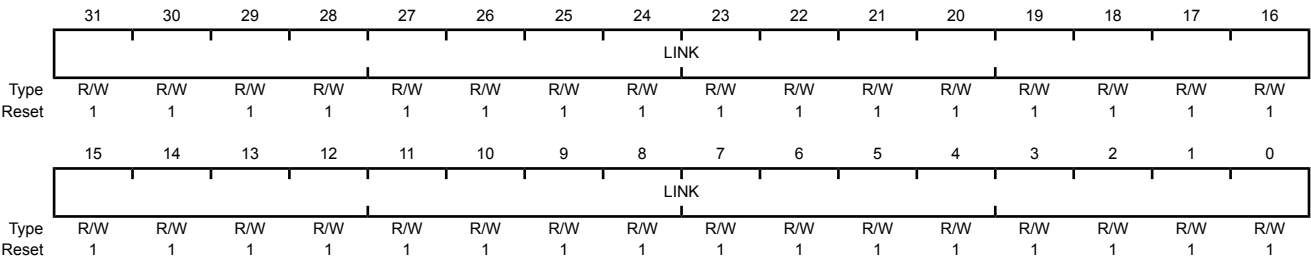 31 30 29 28 27 26 25 24 23 22 21 20 19 18 17 16
LINK
Type R/W R/W R/W R/W R/W R/W R/W R/W R/W R/W R/W R/W R/W R/W R/W R/W
Reset 1 1 1 1 1 1 1 1 1 1 1 1 1 1 1 1
15 14 13 12 11 10 9 8 7 6 5 4 3 2 1 0
LINK
Type R/W R/W R/W R/W R/W R/W R/W R/W R/W R/W R/W R/W R/W R/W R/W R/W
Reset 1 1 1 1 1 1 1 1 1 1 1 1 1 1 1 1